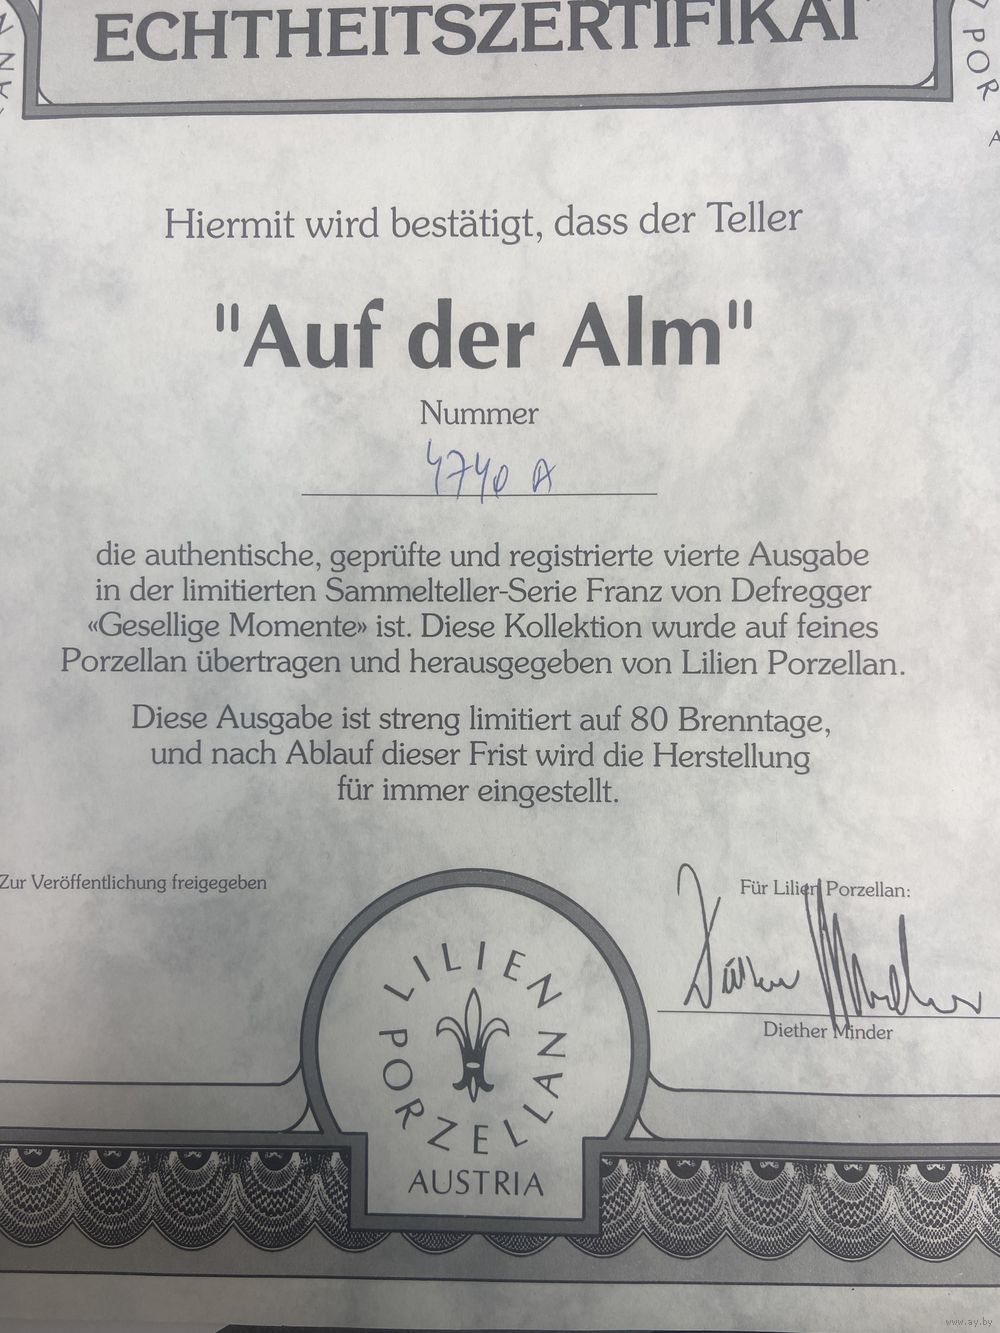 ECHTHEITSZERTIFIKAT
Hiermit wird bestätigt, dass der Teller
"Auf der Alm"
Nummer
4740 A
die authentische, geprüfte und registrierte vierte Ausgabe
in der limitierten Sammelteller-Serie Franz von Defregger
«Gesellige Momente» ist. Diese Kollektion wurde auf feines
Porzellan übertragen und herausgegeben von Lilien Porzellan.
Diese Ausgabe ist streng limitiert auf 80 Brenntage,
und nach Ablauf dieser Frist wird die Herstellung
für immer eingestellt.
Zur Veröffentlichung freigegeben
Für Lilien Porzellan:
Diether Minder
LILIEN
PORZELLAN
AUSTRIA
www.ay.by